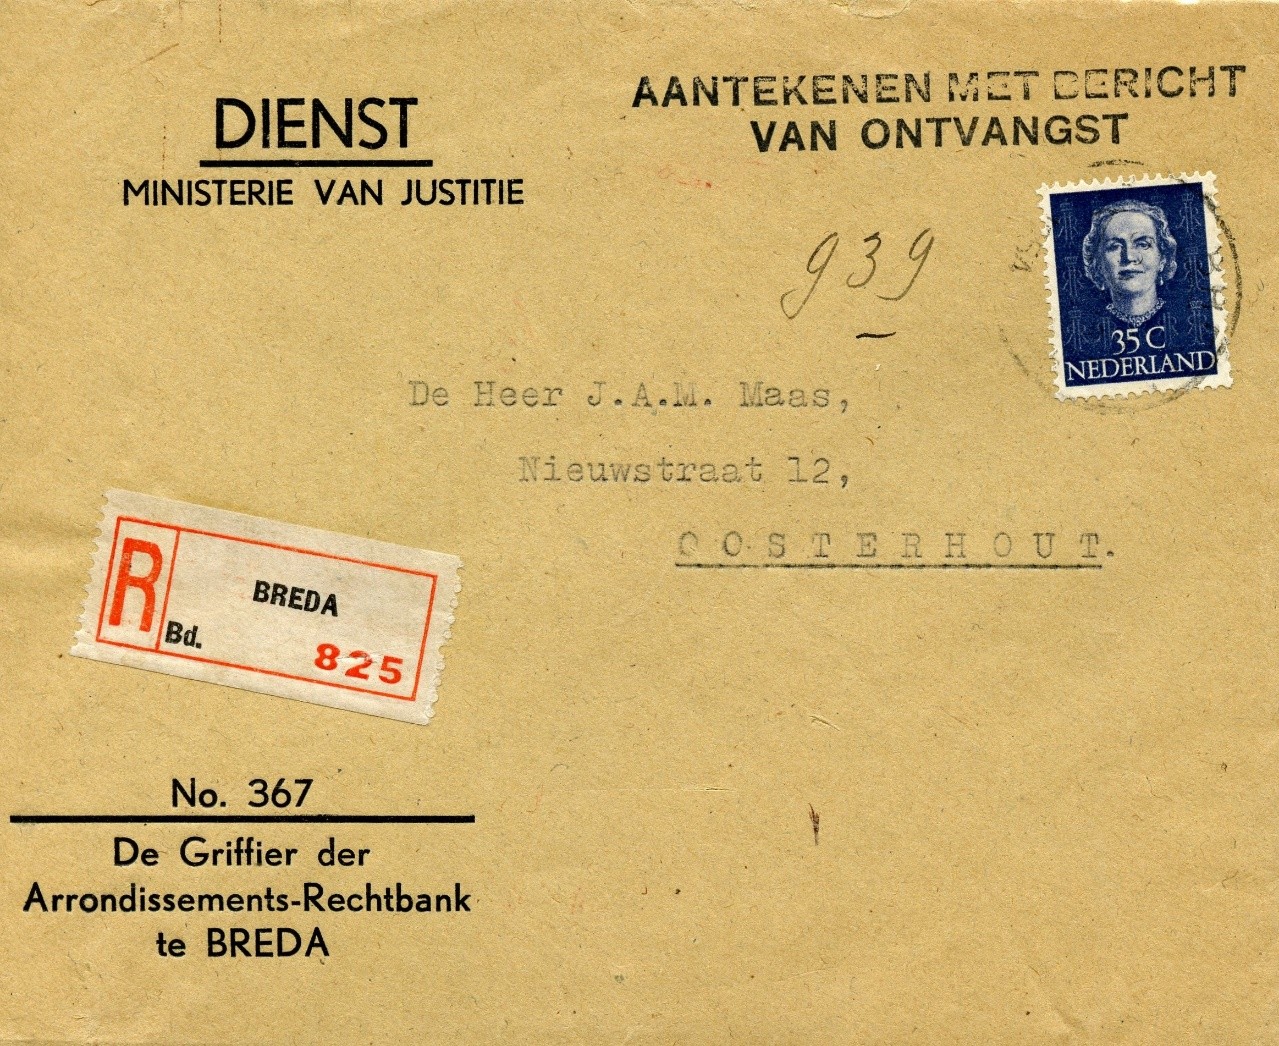 DIENST
MINISTERIE VAN JUSTITIE
AANTEKENEN MET BERICHT
VAN ONTVANGST
939
35 C
NEDERLAND
De Heer J.A.M. Maas,
Nieuwstraat 12,
OOSTERHOUT.
R
BREDA
Bd.
825
No. 367
De Griffier der
Arrondissements-Rechtbank
te BREDA